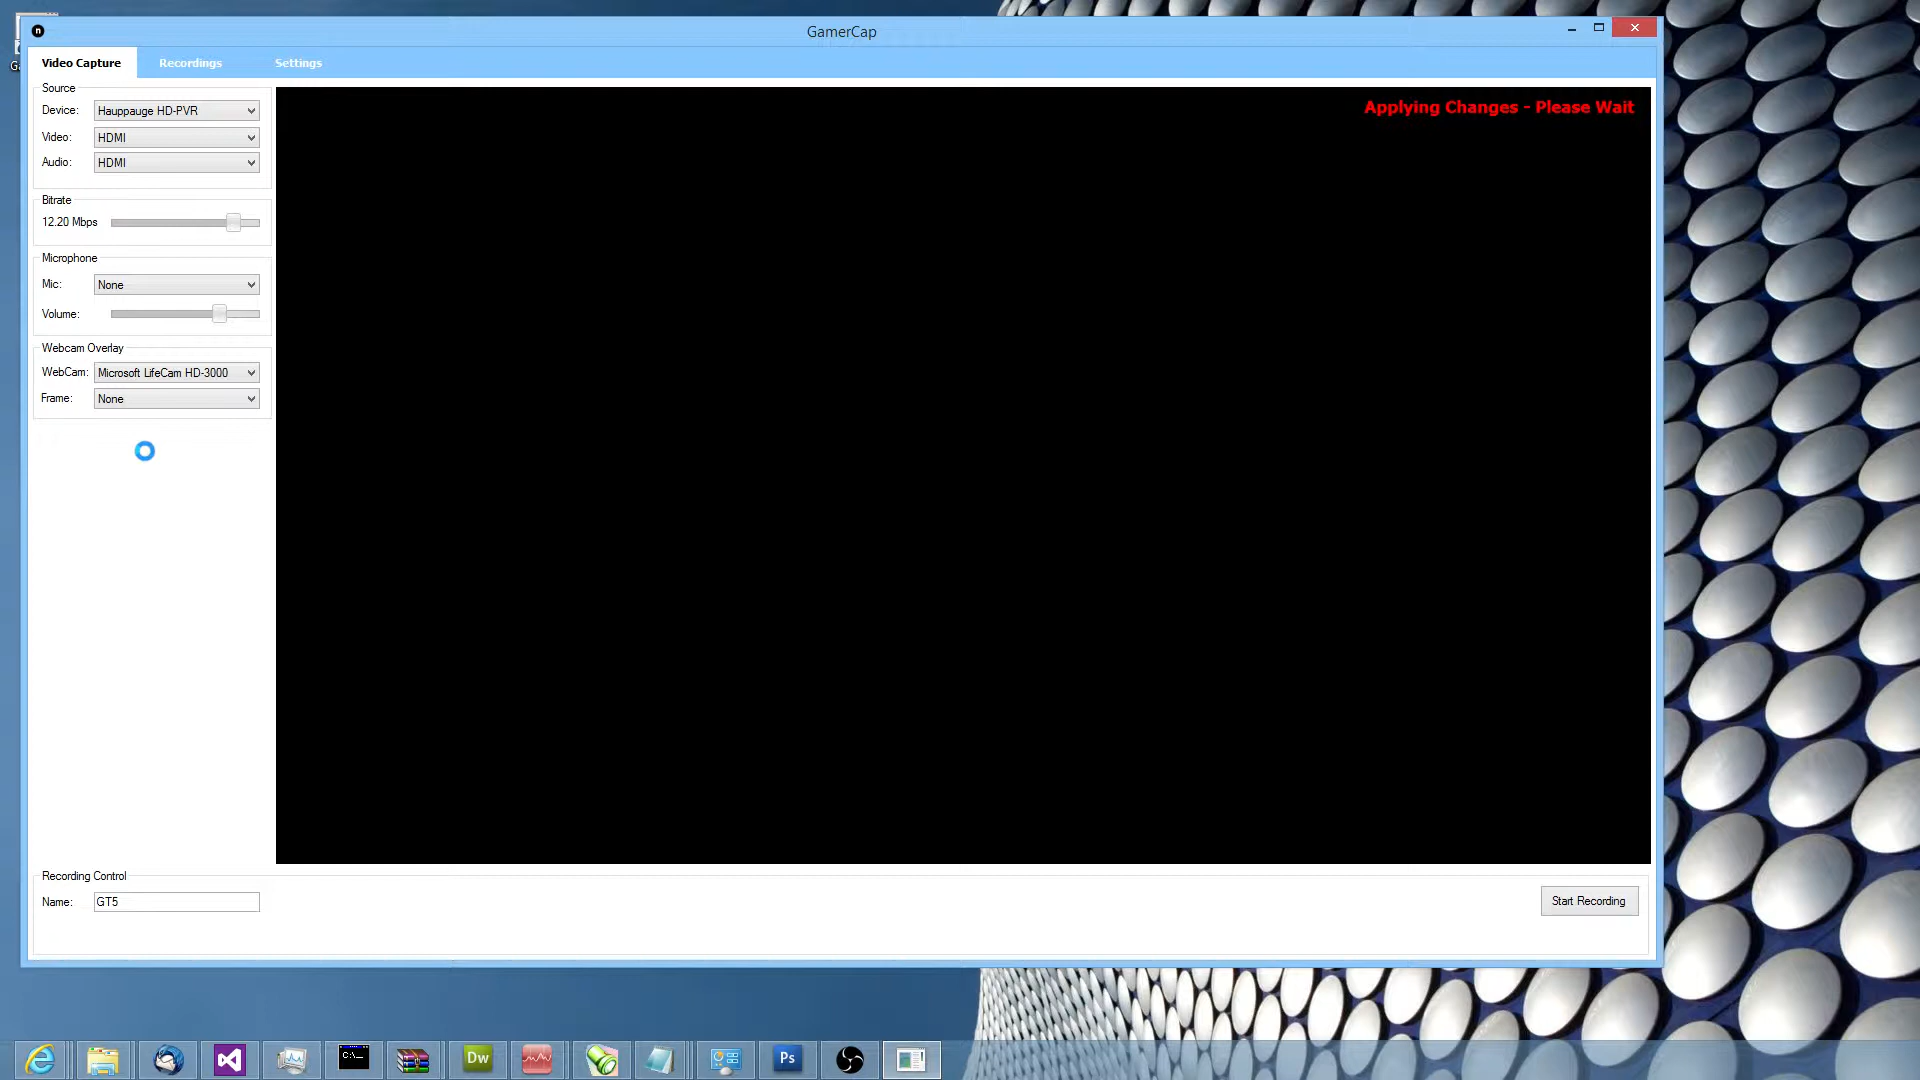 n
GamerCap
Video Capture
Recordings
Settings
Source
Device:
Hauppauge HD-PVR
Video:
HDMI
Audio:
HDMI
Applying Changes - Please Wait
Bitrate
12.20 Mbps
Microphone
Mic:
None
Volume:
Webcam Overlay
WebCam:
Microsoft LifeCam HD-3000
Frame:
None
Recording Control
Name:
GT5
Start Recording
C:\_
Dw
Ps